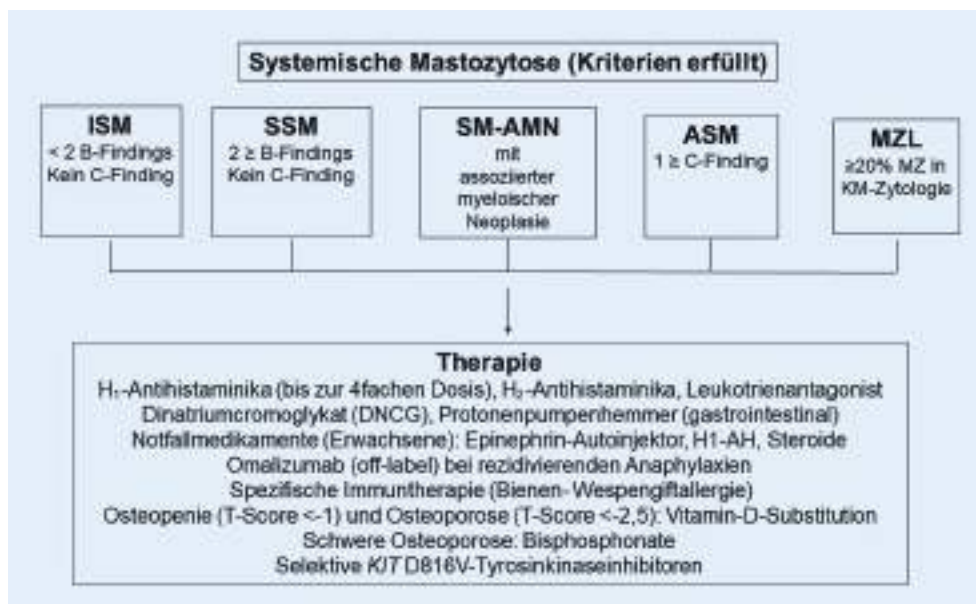 Systemische Mastozytose (Kriterien erfüllt)
ISM
< 2 B-Findings
Kein C-Finding
SSM
2 ≥ B-Findings
Kein C-Finding
SM-AMN
mit
assoziierter
myeloischer
Neoplasie
ASM
1 ≥ C-Finding
MZL
≥20% MZ in
KM-Zytologie
Therapie
H₁-Antihistaminika (bis zur 4fachen Dosis), H₂-Antihistaminika, Leukotrienantagonist
Dinatriumcromoglykat (DNCG), Protonenpumpenhemmer (gastrointestinal)
Notfallmedikamente (Erwachsene): Epinephrin-Autoinjektor, H1-AH, Steroide
Omalizumab (off-label) bei rezidivierenden Anaphylaxien
Spezifische Immuntherapie (Bienen- Wespengiftallergie)
Osteopenie (T-Score <-1) und Osteoporose (T-Score <-2,5): Vitamin-D-Substitution
Schwere Osteoporose: Bisphosphonate
Selektive KIT D816V-Tyrosinkinaseinhibitoren